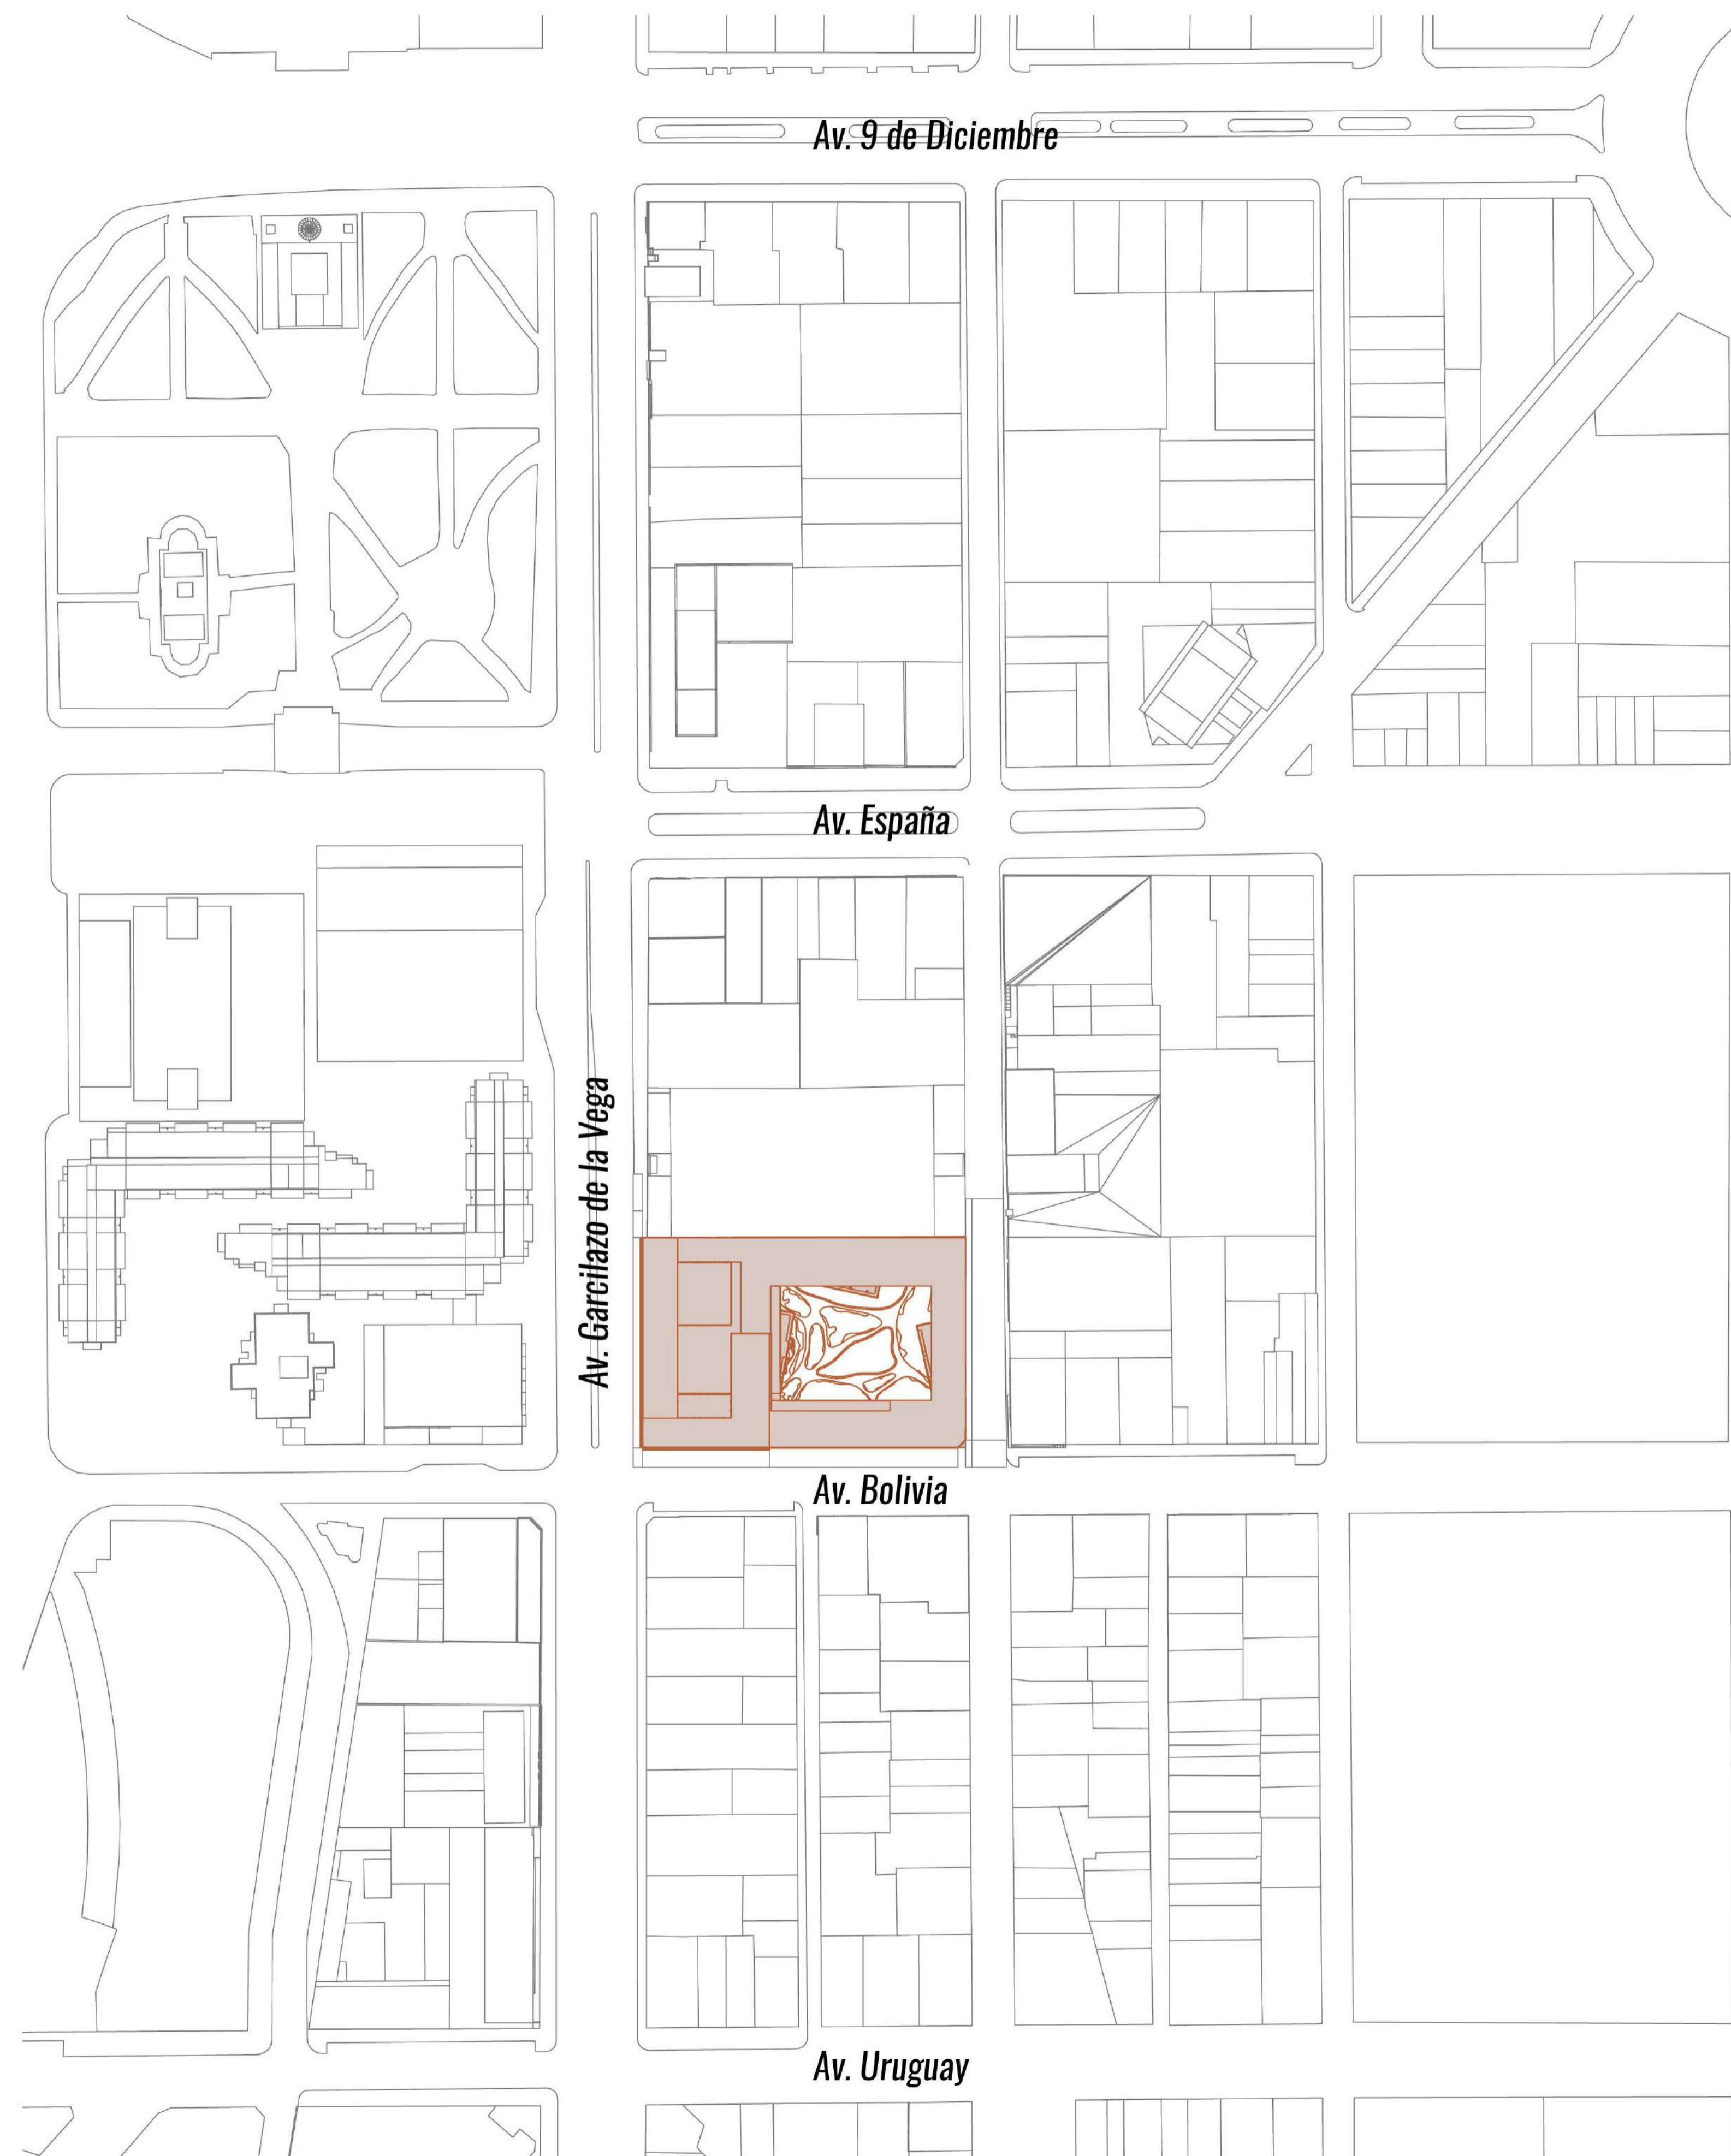 Av. 9 de Diciembre
Av. España
Av. Garcilazo de la Vega
Av. Bolivia
Av. Uruguay